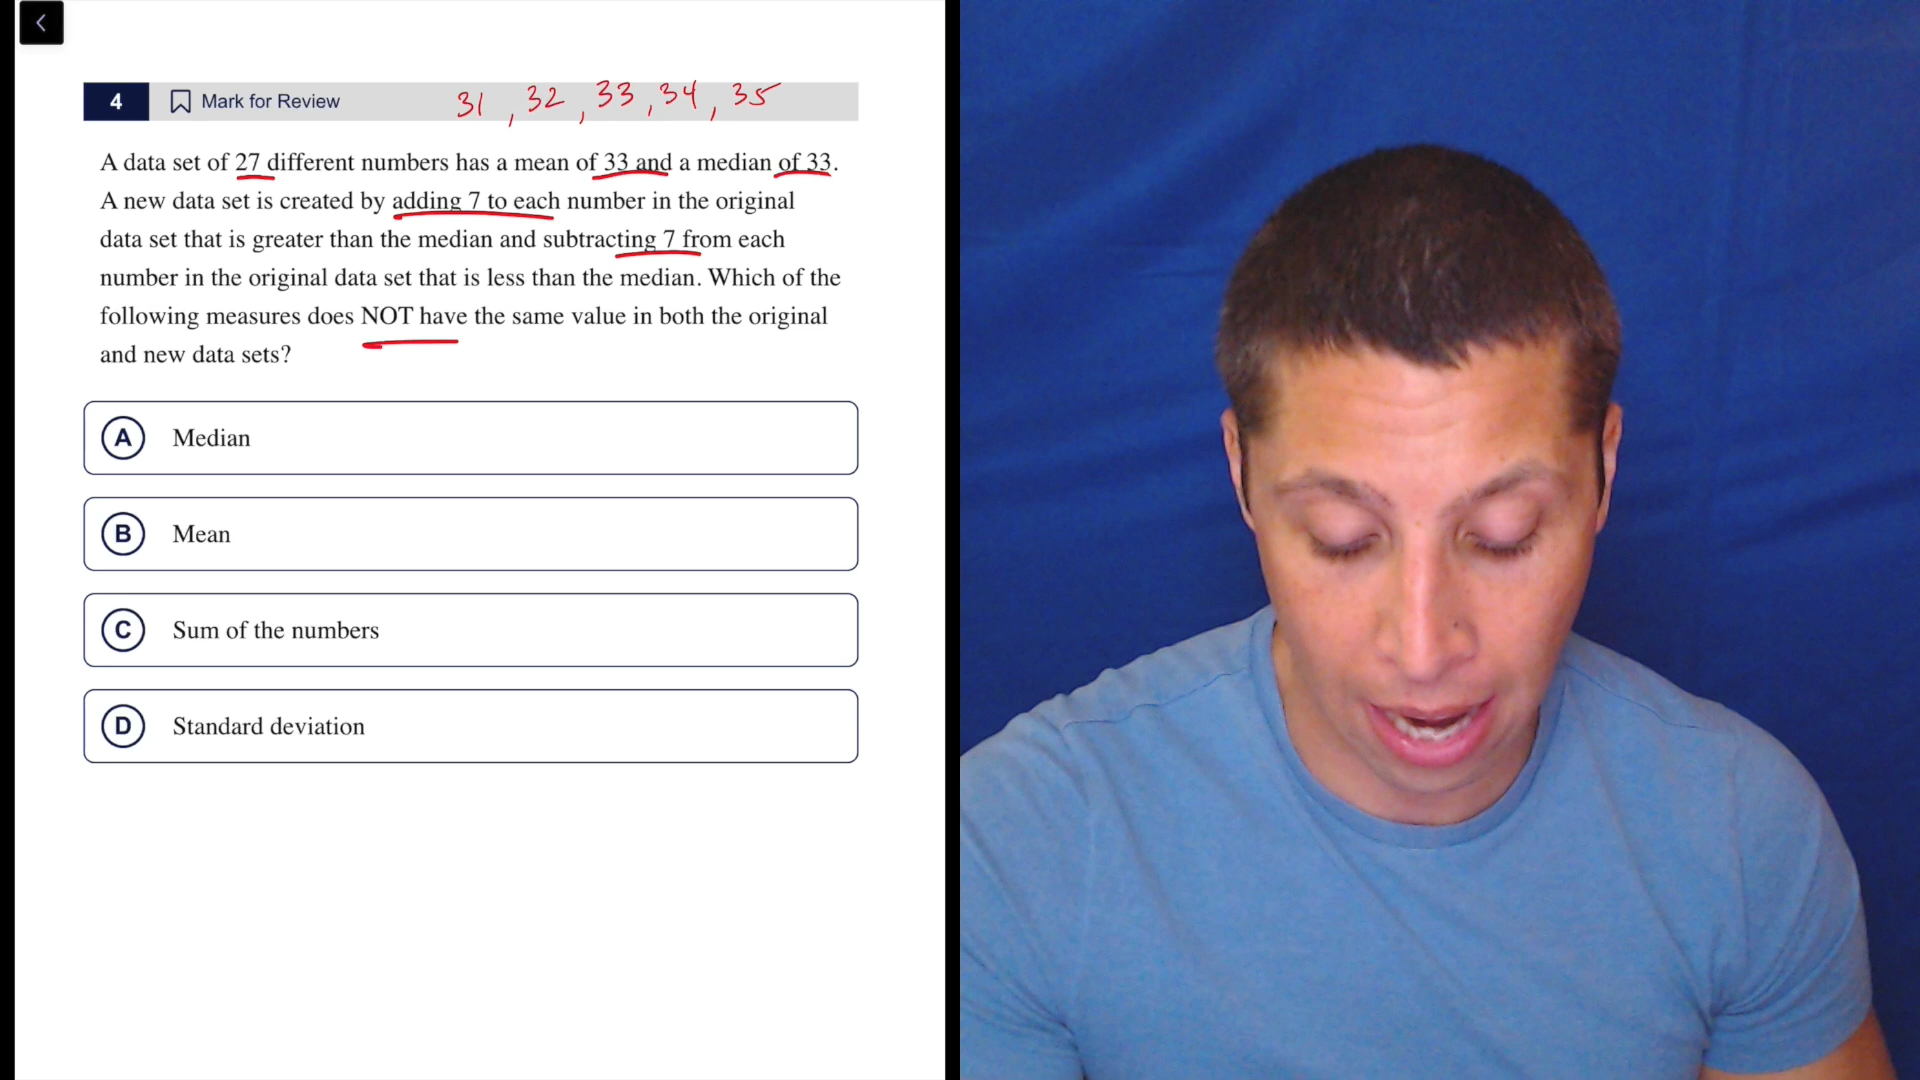 4 Mark for Review 31, 32, 33, 34, 35
A data set of 27 different numbers has a mean of 33 and a median of 33.
A new data set is created by adding 7 to each number in the original
data set that is greater than the median and subtracting 7 from each
number in the original data set that is less than the median. Which of the
following measures does NOT have the same value in both the original
and new data sets?
A Median
B Mean
C Sum of the numbers
D Standard deviation